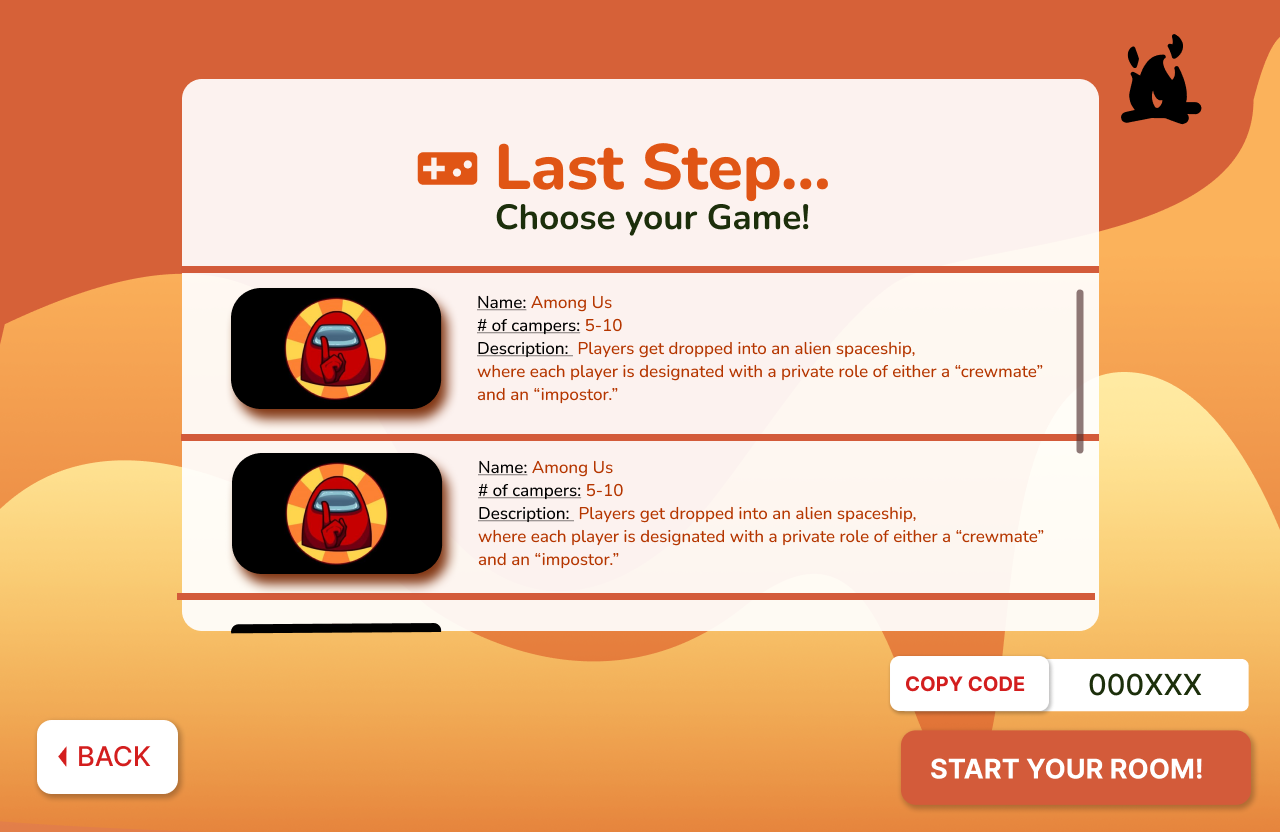 Last Step...
Choose your Game!
Name: Among Us
# of campers: 5-10
Description: Players get dropped into an alien spaceship,
where each player is designated with a private role of either a “crewmate”
and an “impostor.”
Name: Among Us
# of campers: 5-10
Description: Players get dropped into an alien spaceship,
where each player is designated with a private role of either a “crewmate”
and an “impostor.”
COPY CODE
000XXX
BACK
START YOUR ROOM!